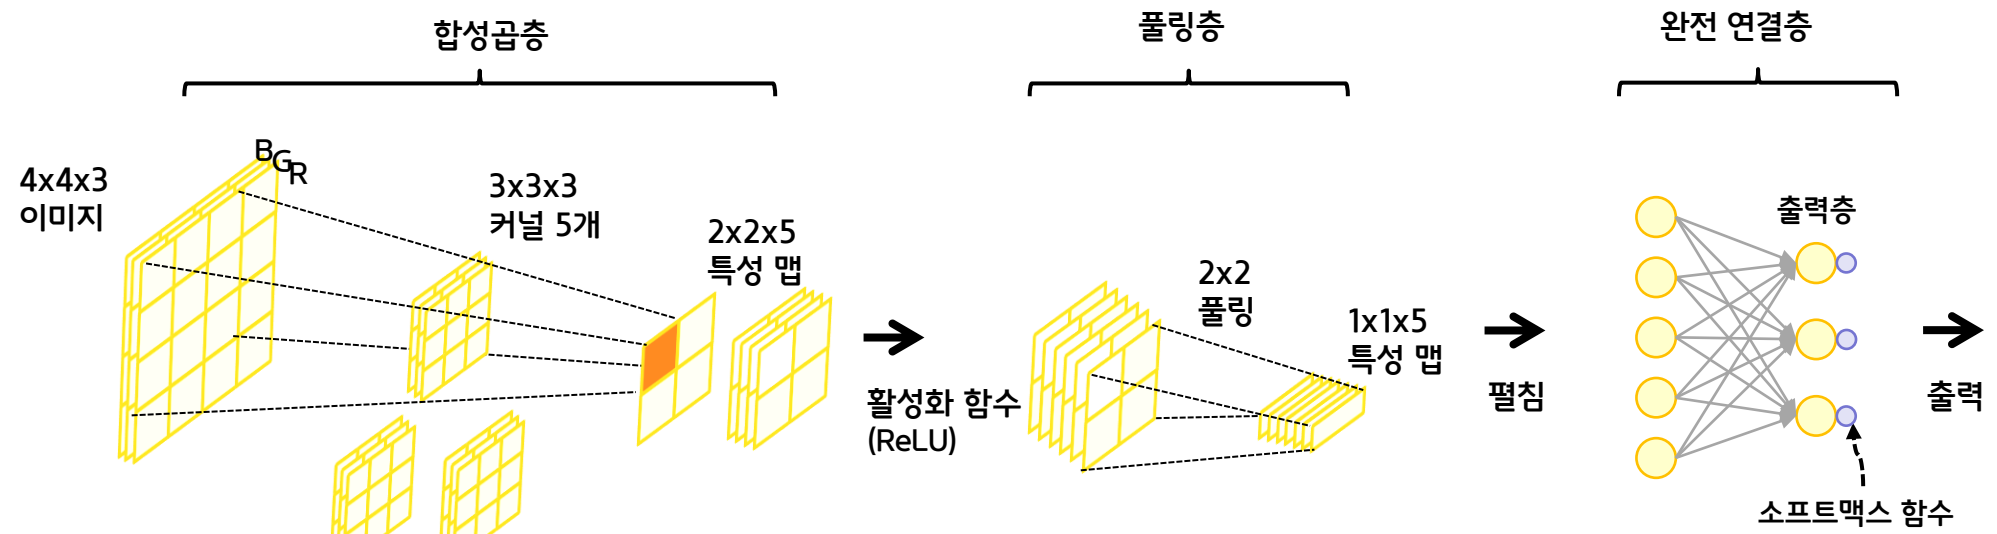 합성곱층
풀링층
완전 연결층
B
G
R
4x4x3
이미지
3x3x3
커널 5개
2x2x5
특성 맵
활성화 함수
(ReLU)
2x2
풀링
1x1x5
특성 맵
펼침
출력층
출력
소프트맥스 함수